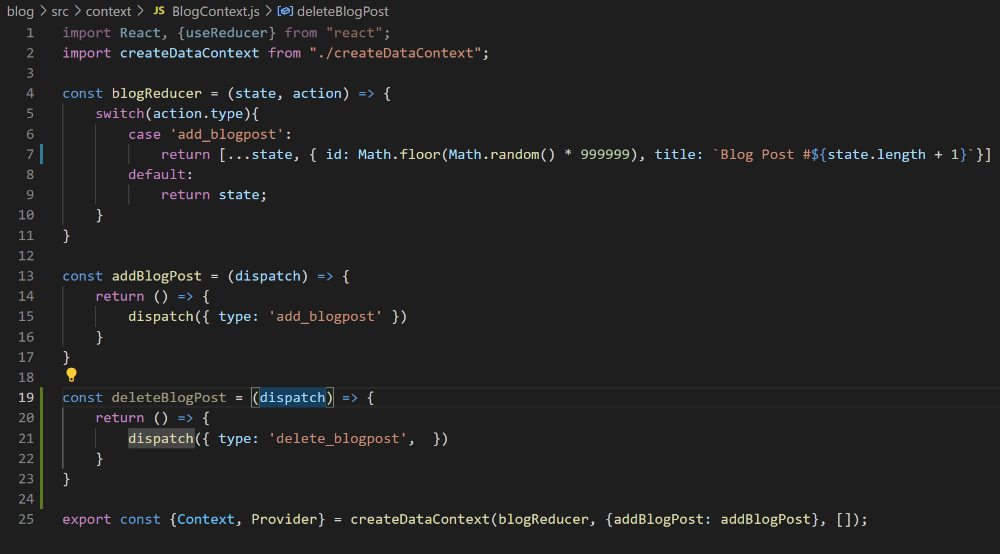 blog > src > context > JS BlogContext.js > deleteBlogPost
1 import React, {useReducer} from "react";
2 import createDataContext from "./createDataContext";
3
4 const blogReducer = (state, action) => {
5     switch(action.type){
6         case 'add_blogpost':
7             return [...state, { id: Math.floor(Math.random() * 999999), title: `Blog Post #${state.length + 1}`}]
8         default:
9             return state;
10     }
11 }
12
13 const addBlogPost = (dispatch) => {
14     return () => {
15         dispatch({ type: 'add_blogpost' })
16     }
17 }
18
19 const deleteBlogPost = (dispatch) => {
20     return () => {
21         dispatch({ type: 'delete_blogpost',  })
22     }
23 }
24
25 export const {Context, Provider} = createDataContext(blogReducer, {addBlogPost: addBlogPost}, []);